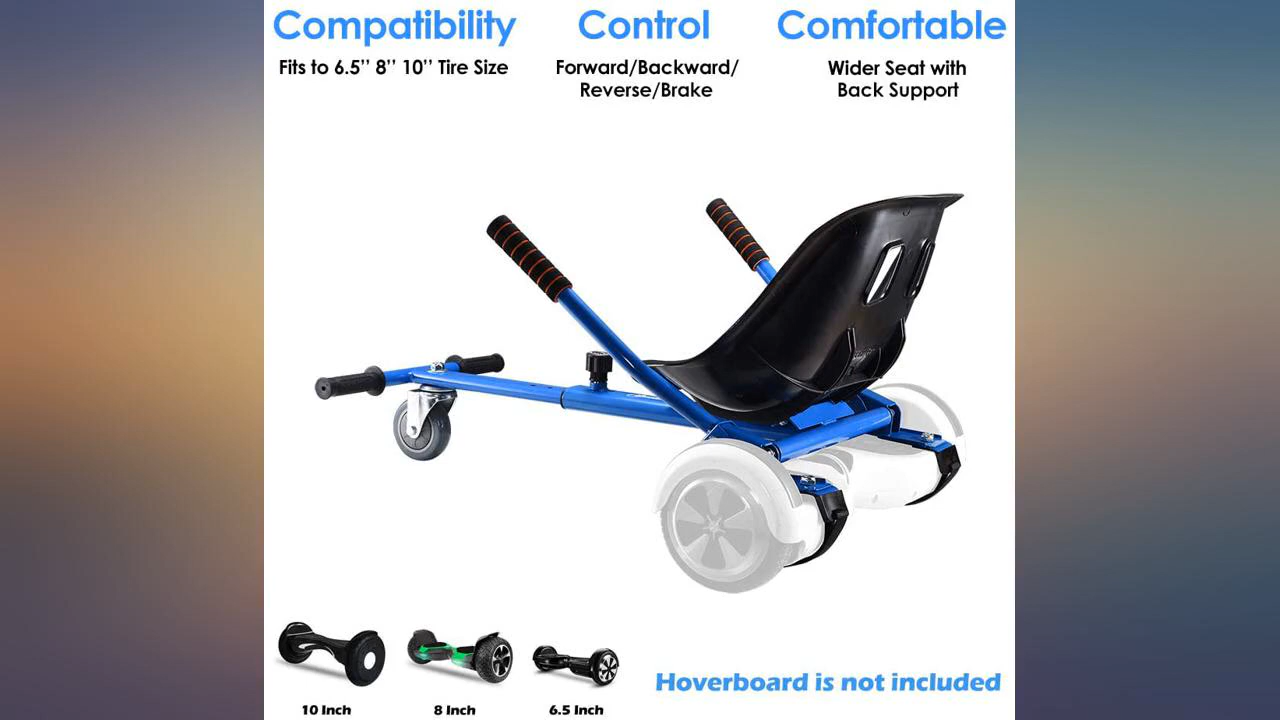 Compatibility
Fits to 6.5’’ 8’’ 10’’ Tire Size
Control
Forward/Backward/
Reverse/Brake
Comfortable
Wider Seat with
Back Support
10 Inch
8 Inch
6.5 Inch
Hoverboard is not included